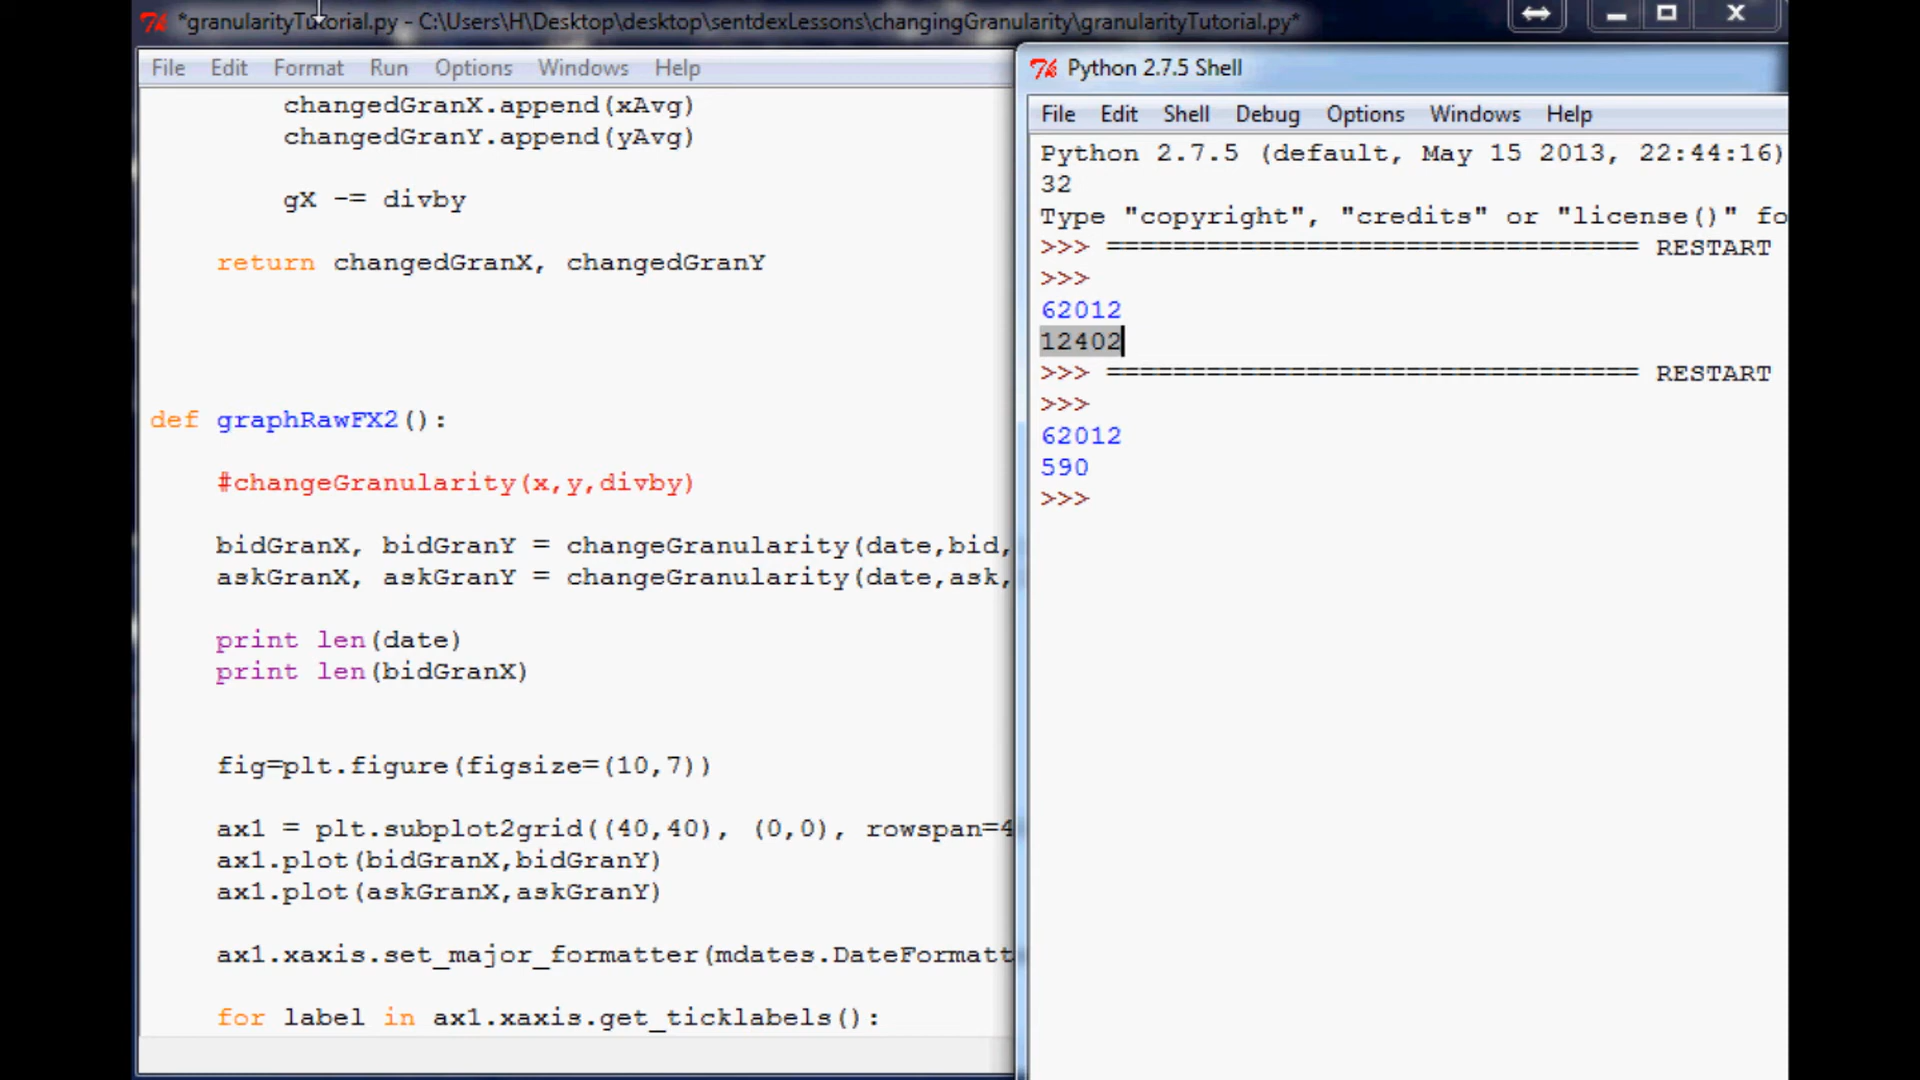 *granularityTutorial.py - C:\Users\H\Desktop\desktop\sentdexLessons\changingGranularity\granularityTutorial.py*
File Edit Format Run Options Windows Help
changedGranX.append(xAvg)
changedGranY.append(yAvg)
gX -= divby
return changedGranX, changedGranY
def graphRawFX2():
#changeGranularity(x,y,divby)
bidGranX, bidGranY = changeGranularity(date,bid,
askGranX, askGranY = changeGranularity(date,ask,
print len(date)
print len(bidGranX)
fig=plt.figure(figsize=(10,7))
ax1 = plt.subplot2grid((40,40), (0,0), rowspan=4
ax1.plot(bidGranX,bidGranY)
ax1.plot(askGranX,askGranY)
ax1.xaxis.set_major_formatter(mdates.DateFormatt
for label in ax1.xaxis.get_ticklabels():
Python 2.7.5 Shell
File Edit Shell Debug Options Windows Help
Python 2.7.5 (default, May 15 2013, 22:44:16)
32
Type "copyright", "credits" or "license()" fo
>>> ================================ RESTART
>>>
62012
12402
>>> ================================ RESTART
>>>
62012
590
>>>